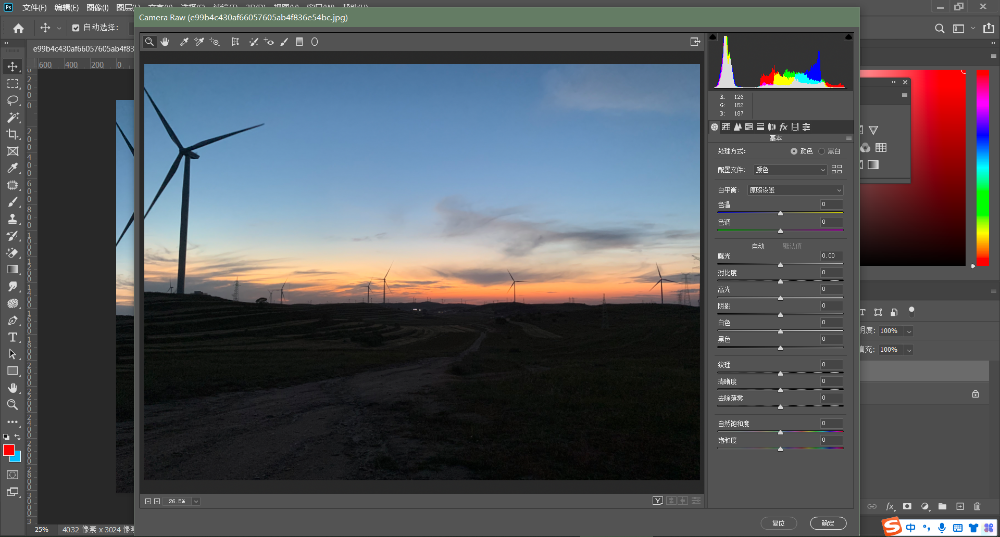 Ps 文件(F) 编辑(E) 图像(I)
Camera Raw (e99b4c430af66057605ab4f836e54bc.jpg)
自动选择：
e99b4c430af66057605ab4f83
600 400 200 0
R: 126
G: 152
B: 187
基本
处理方式: 颜色 黑白
配置文件: 颜色
白平衡: 原照设置
色温 0
色调 0
自动 默认值
曝光 0.00
对比度 0
高光 0
阴影 0
白色 0
黑色 0
纹理 0
清晰度 0
去除薄雾 0
自然饱和度 0
饱和度 0
明度: 100%
填充: 100%
26.5%
复位 确定
25% 4032 像素 x 3024 像素
中